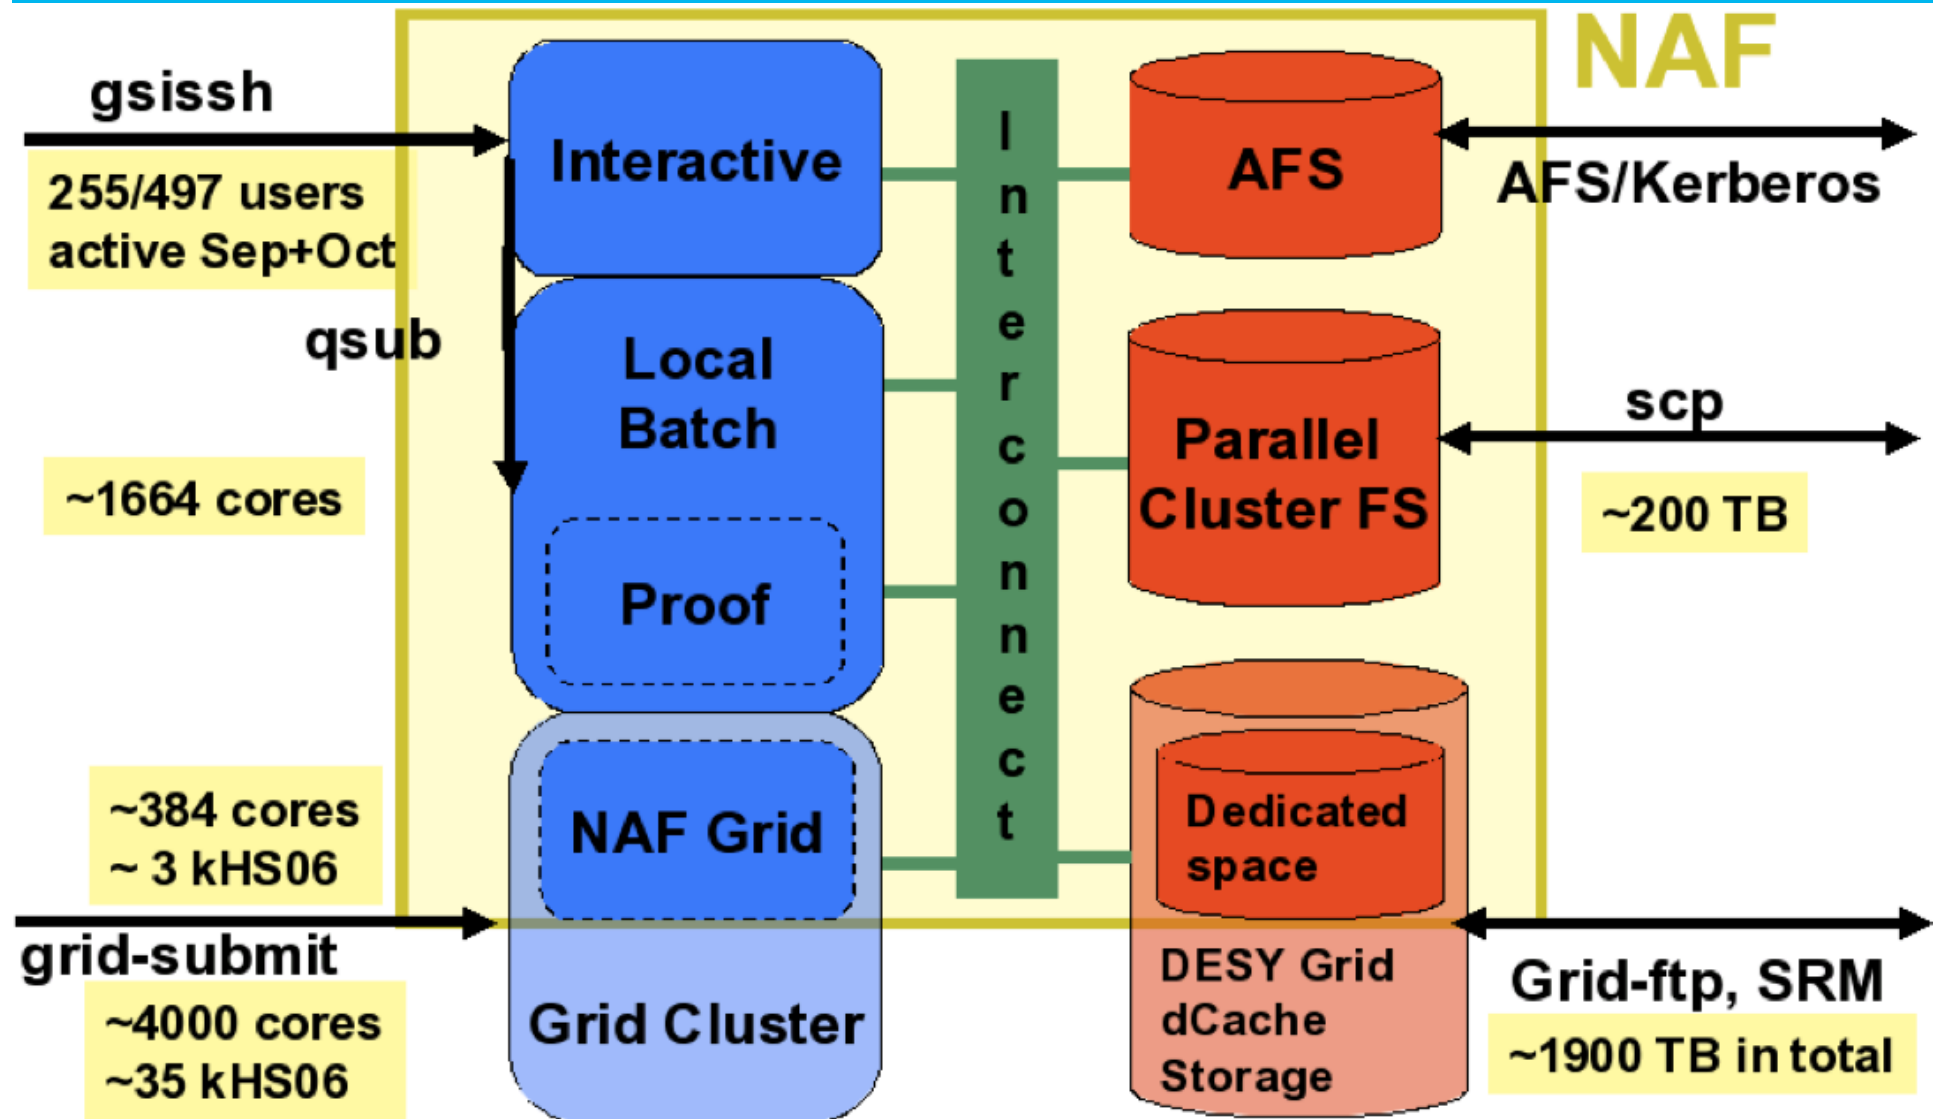 NAF
gsissh
255/497 users
active Sep+Oct
qsub
~1664 cores
~384 cores
~ 3 kHS06
grid-submit
~4000 cores
~35 kHS06
Interactive
Local
Batch
Proof
NAF Grid
Grid Cluster
Interconnect
AFS
Parallel
Cluster FS
Dedicated
space
DESY Grid
dCache
Storage
AFS/Kerberos
scp
~200 TB
Grid-ftp, SRM
~1900 TB in total